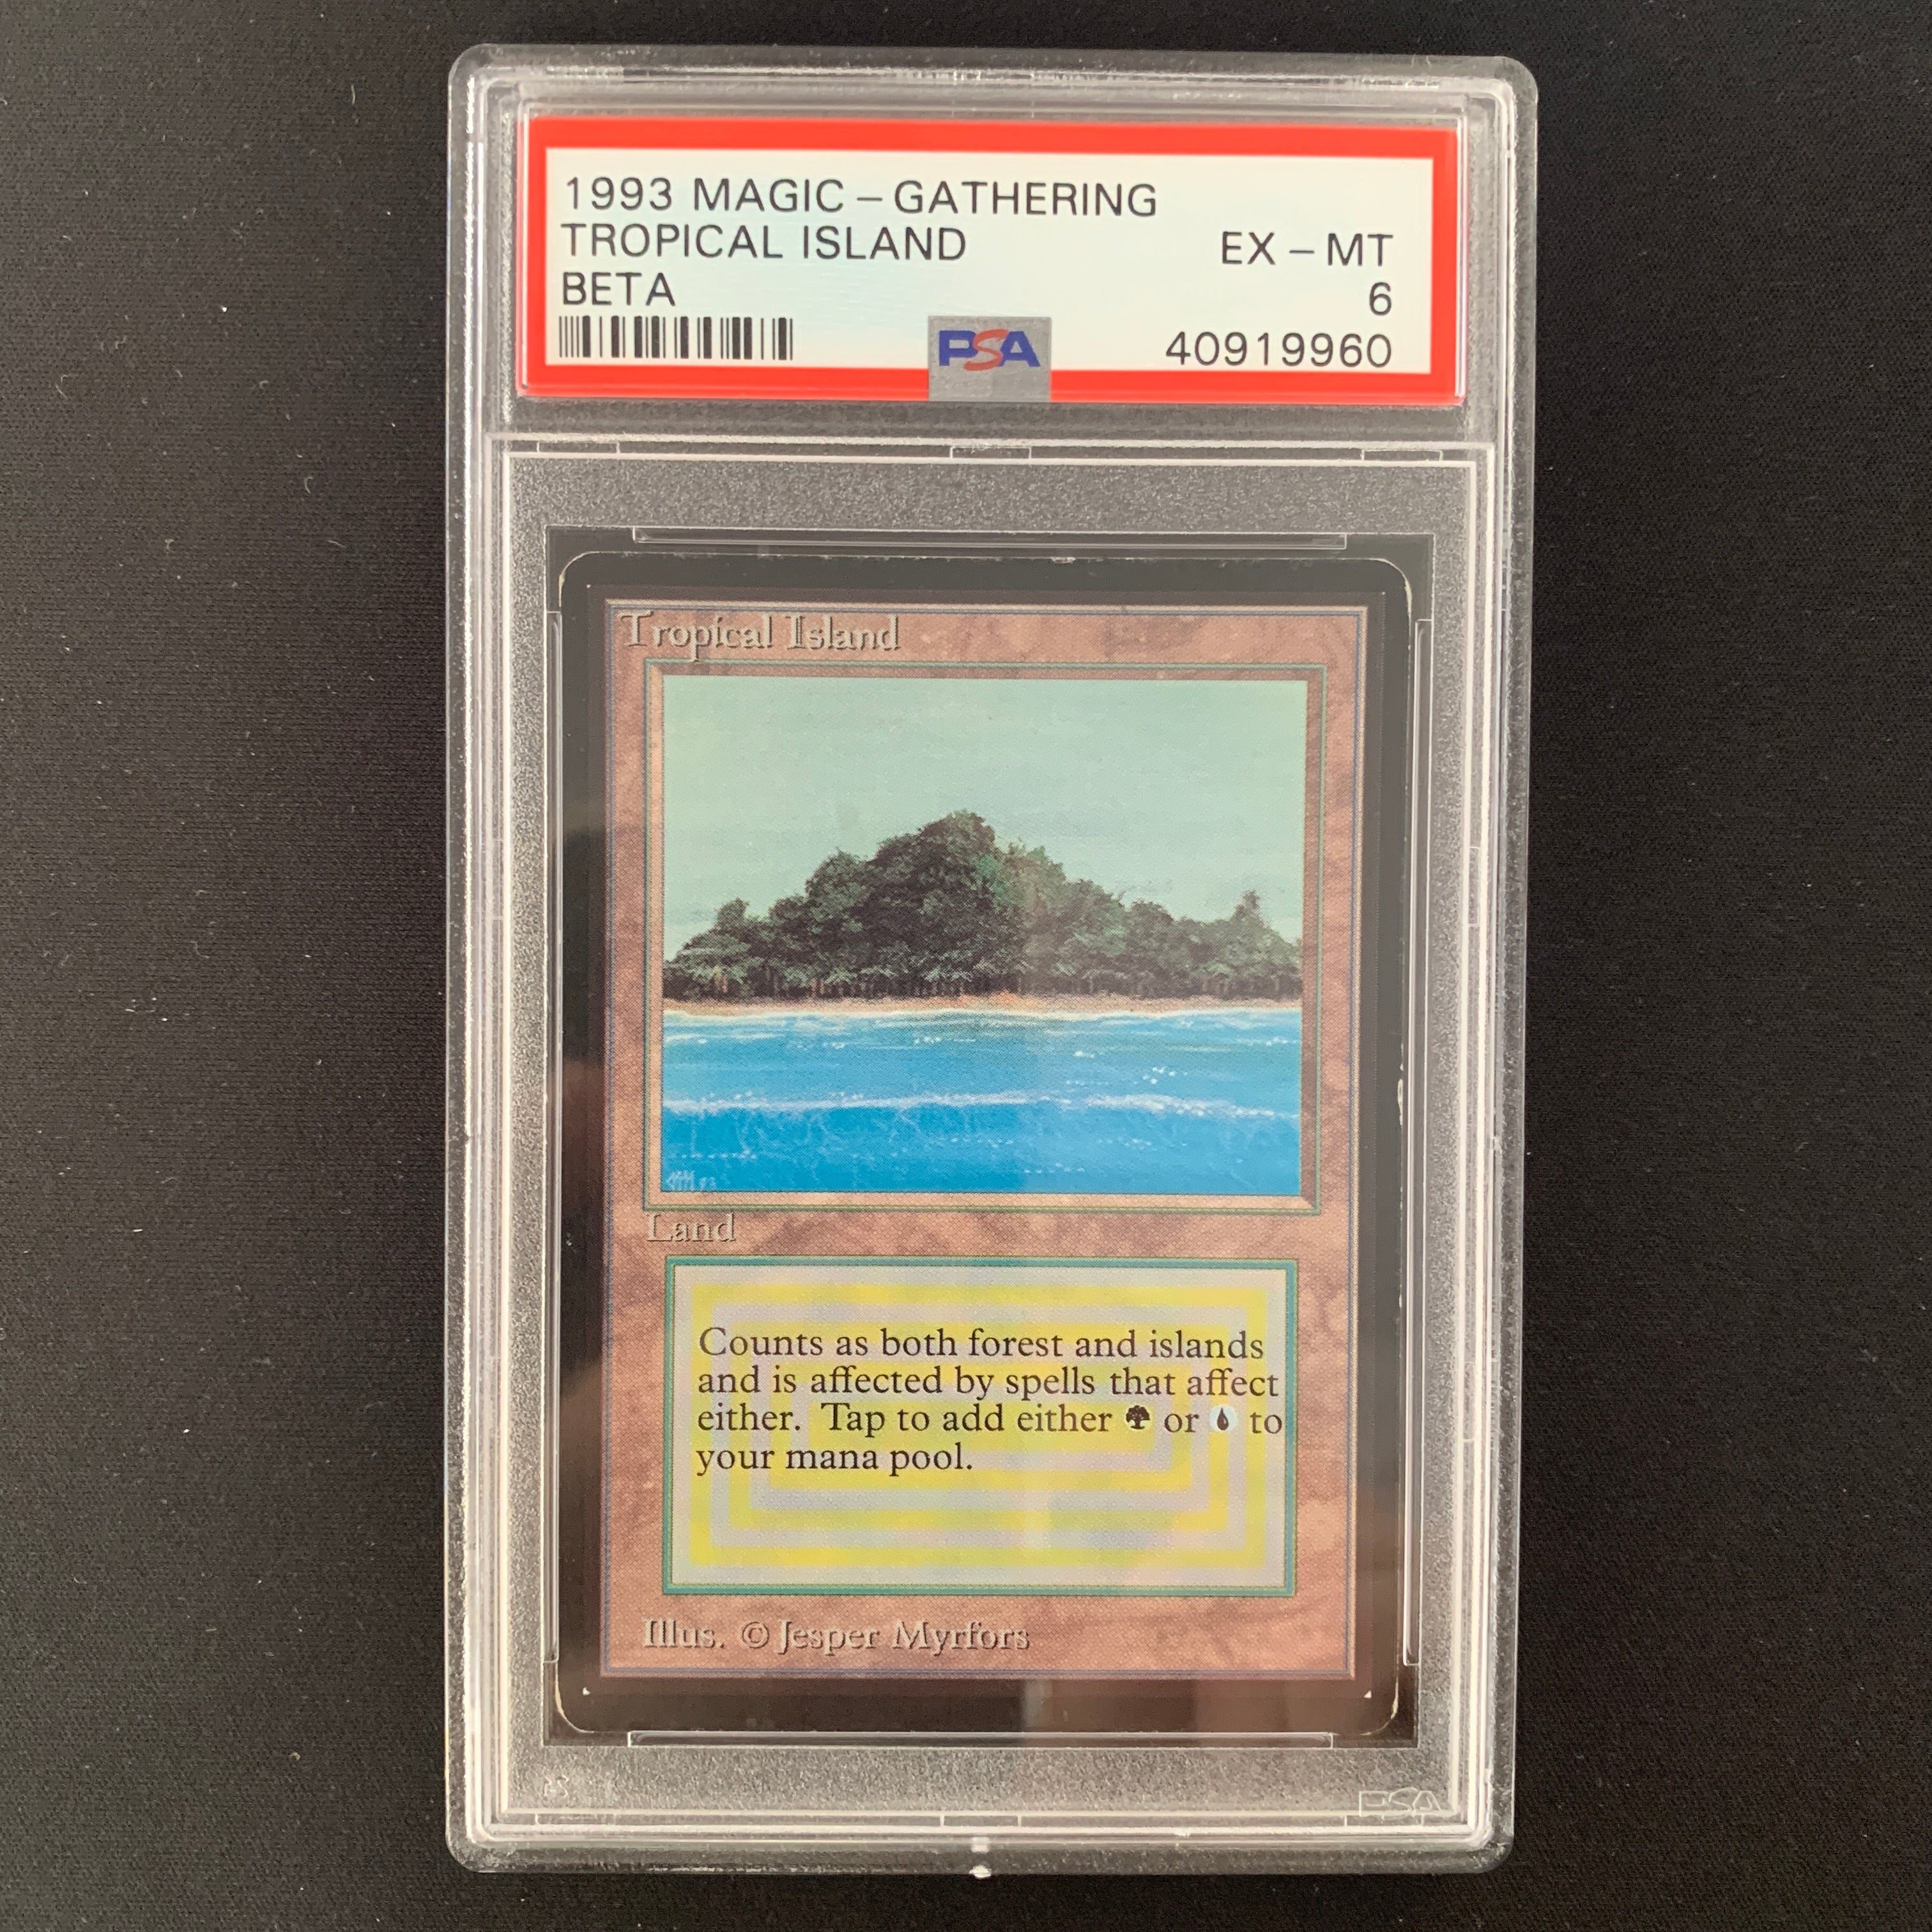 1993 MAGIC - GATHERING
TROPICAL ISLAND EX - MT
BETA 6
PSA 40919960
Tropical Island
Land
Counts as both forest and islands
and is affected by spells that affect
either. Tap to add either or to
your mana pool.
Illus. © Jesper Myrfors
PSA